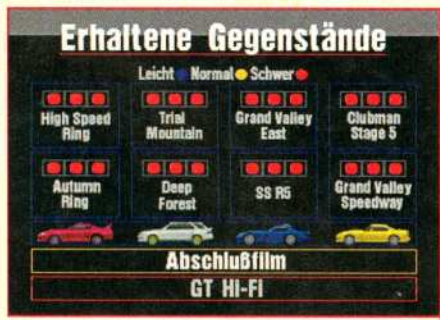 Erhaltene Gegenstände
Leicht Normal Schwer
High Speed
Ring
Trial
Mountain
Grand Valley
East
Clubman
Stage 5
Autumn
Ring
Deep
Forest
SS R5
Grand Valley
Speedway
Abschlußfilm
GT HI-FI